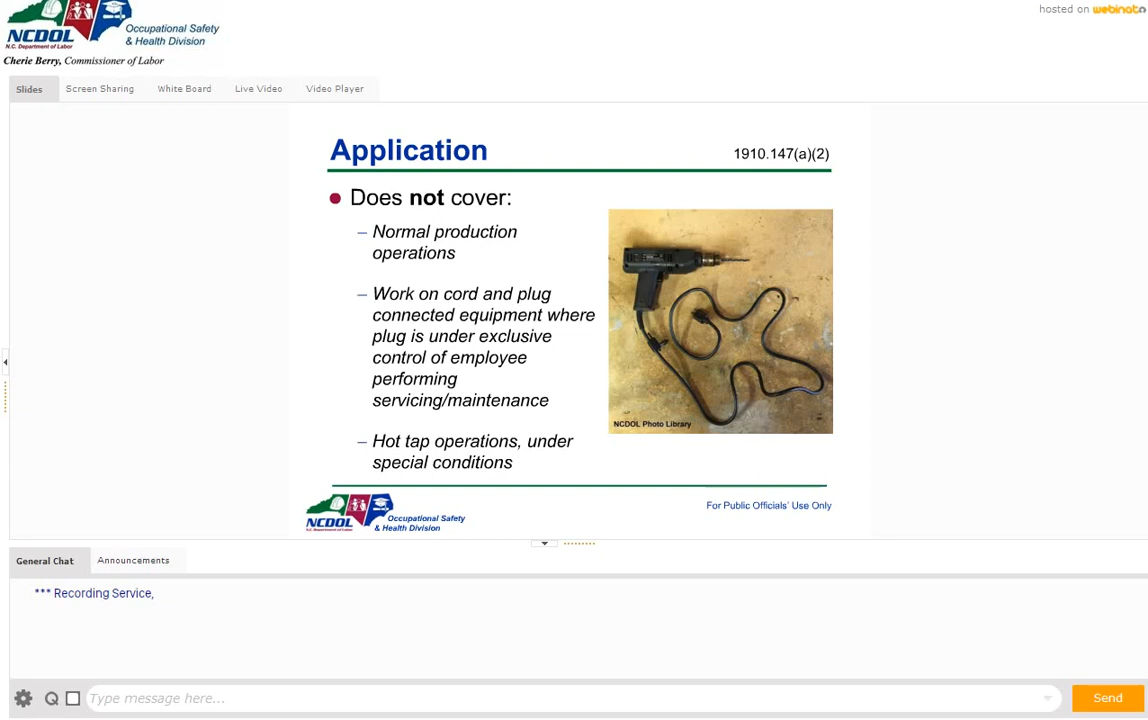 hosted on webinato
NCDOL
N.C. Department of Labor
Occupational Safety
& Health Division
Cherie Berry, Commissioner of Labor
Slides
Screen Sharing
White Board
Live Video
Video Player
Application
1910.147(a)(2)
Does not cover:
– Normal production
operations
– Work on cord and plug
connected equipment where
plug is under exclusive
control of employee
performing
servicing/maintenance
– Hot tap operations, under
special conditions
NCDOL Photo Library
NCDOL
N.C. Department of Labor
Occupational Safety
& Health Division
For Public Officials' Use Only
General Chat
Announcements
*** Recording Service,
Q
Type message here...
Send